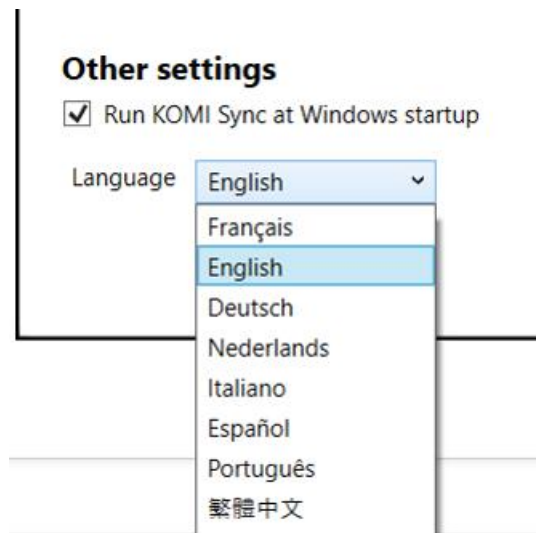 Other settings
Run KOMI Sync at Windows startup
Language English
Français
English
Deutsch
Nederlands
Italiano
Español
Português
繁體中文